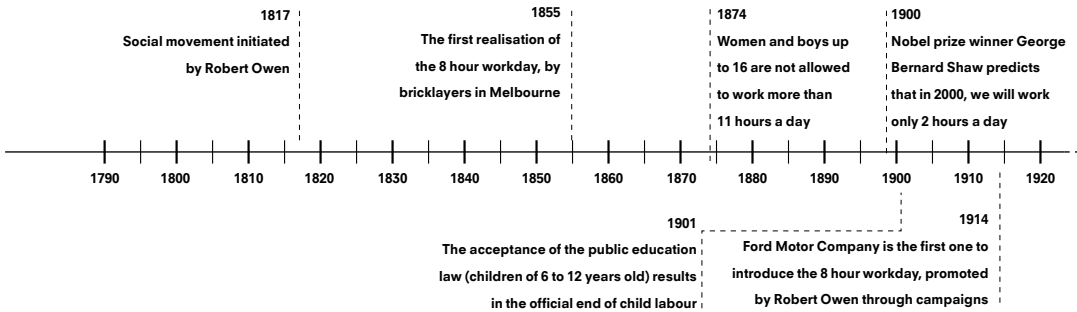 1817
Social movement initiated
by Robert Owen
1855
The first realisation of
the 8 hour workday, by
bricklayers in Melbourne
1874
Women and boys up
to 16 are not allowed
to work more than
11 hours a day
1900
Nobel prize winner George
Bernard Shaw predicts
that in 2000, we will work
only 2 hours a day
1790 1800 1810 1820 1830 1840 1850 1860 1870 1880 1890 1900 1910 1920
1901
The acceptance of the public education
law (children of 6 to 12 years old) results
in the official end of child labour
1914
Ford Motor Company is the first one to
introduce the 8 hour workday, promoted
by Robert Owen through campaigns